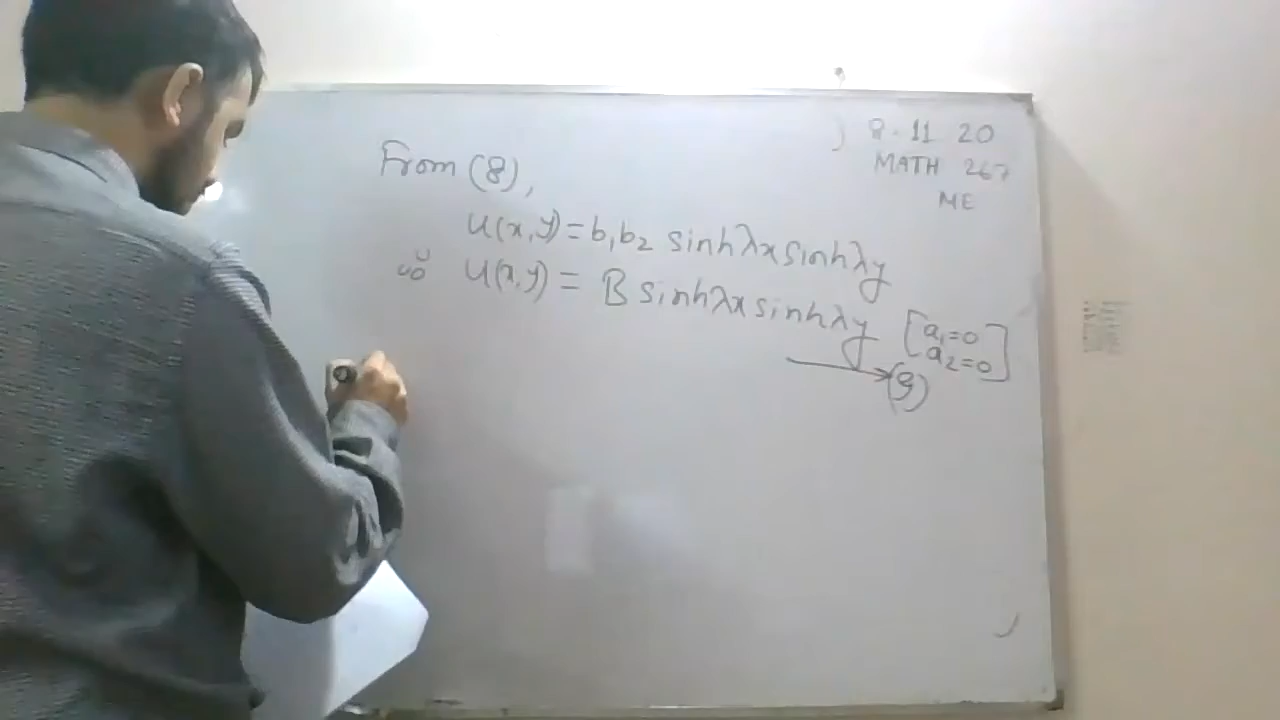 8.11 20
MATH 267
ME
From (8),
u(x,y) = b₁b₂ sinhλx sinhλy
∴ u(x,y) = B sinhλx sinhλy [a₁=0 a₂=0]
→ (9)